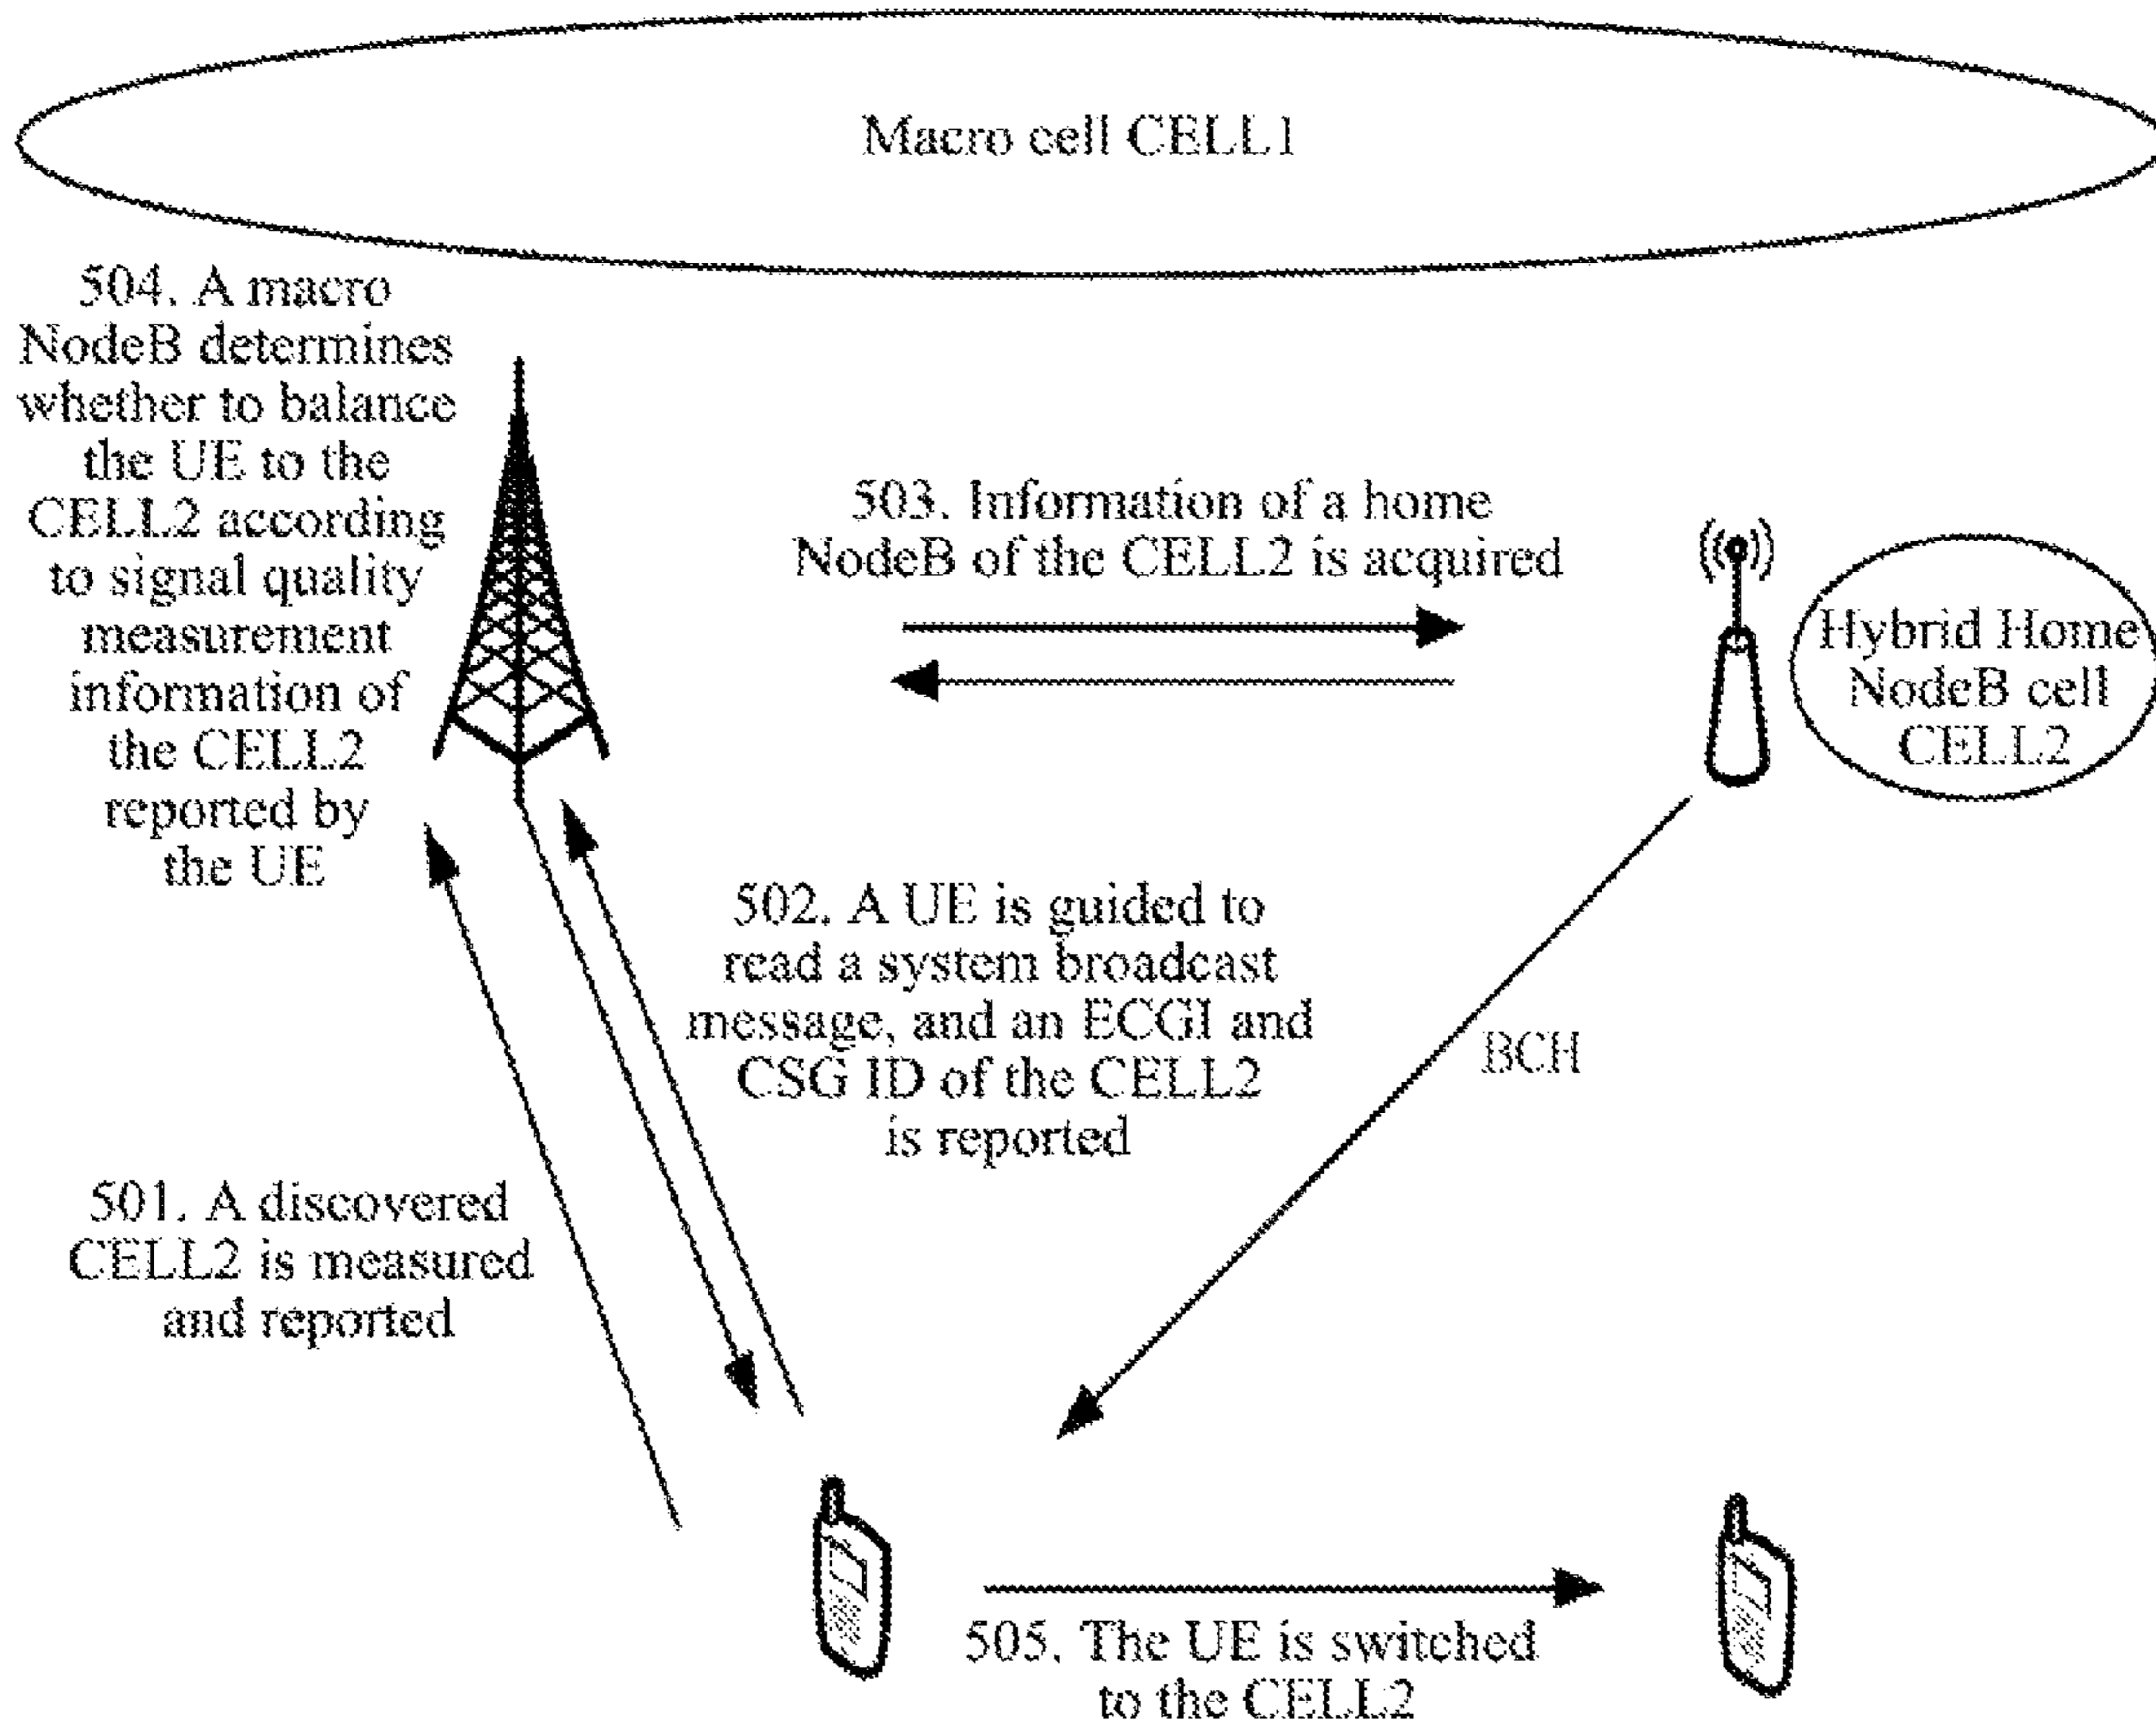 Macro cell CELL1
504. A macro
NodeB determines
whether to balance
the UE to the
CELL2 according
to signal quality
measurement
information of
the CELL2
reported by
the UE
503. Information of a home
NodeB of the CELL2 is acquired
Hybrid Home
NodeB cell
CELL2
502. A UE is guided to
read a system broadcast
message, and an ECGI and
CSG ID of the CELL2
is reported
BCH
501. A discovered
CELL2 is measured
and reported
505. The UE is switched
to the CELL2